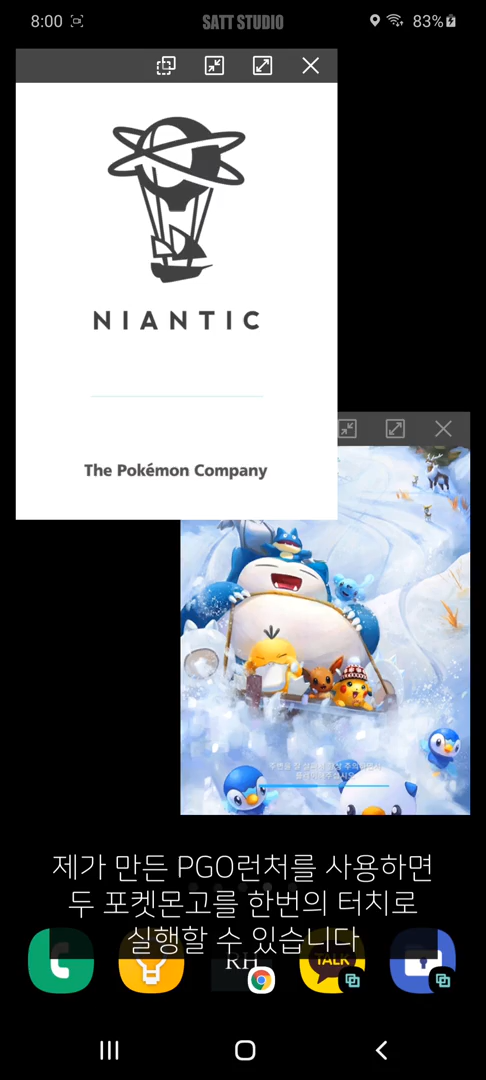 8:00
SATT STUDIO
83%
NIANTIC
The Pokémon Company
제가 만든 PGO런처를 사용하면
두 포켓몬고를 한번의 터치로
실행할 수 있습니다
RH
TALK